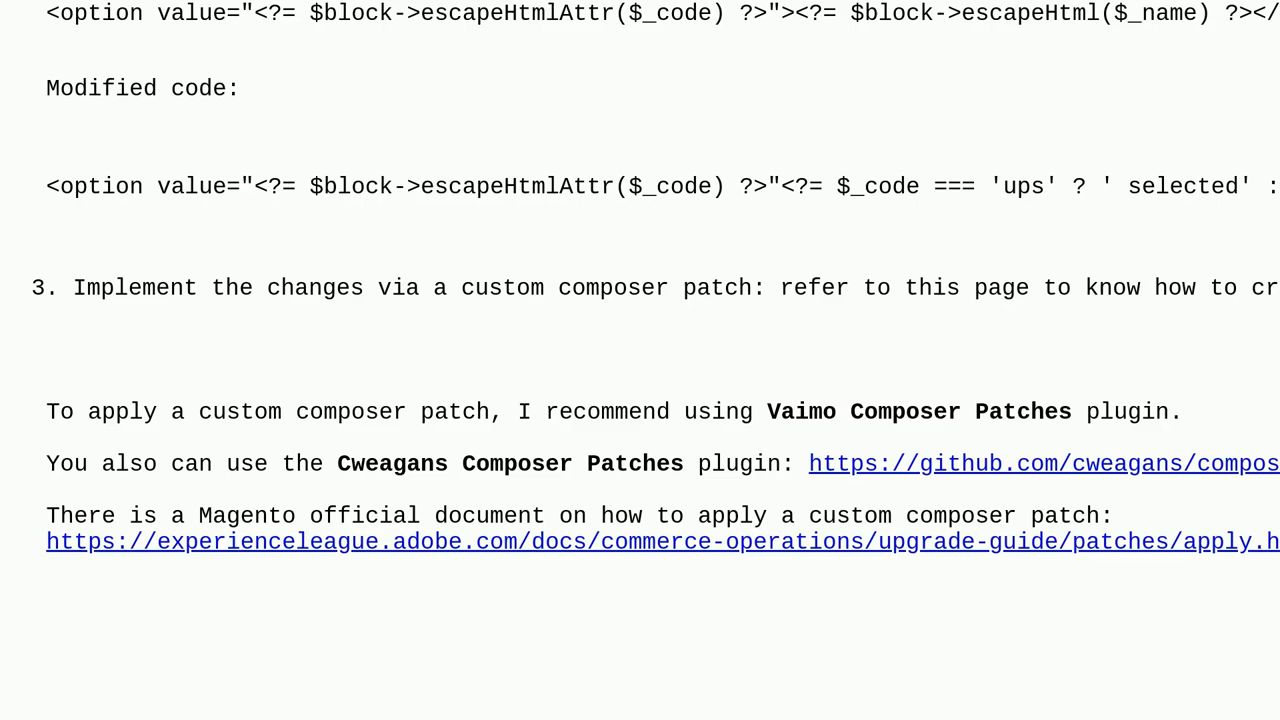 <option value="<?= $block->escapeHtmlAttr($_code) ?>"><?= $block->escapeHtml($_name) ?></
Modified code:
<option value="<?= $block->escapeHtmlAttr($_code) ?>"<?= $_code === 'ups' ? ' selected' :
3. Implement the changes via a custom composer patch: refer to this page to know how to cr
To apply a custom composer patch, I recommend using Vaimo Composer Patches plugin.
You also can use the Cweagans Composer Patches plugin: https://github.com/cweagans/compos
There is a Magento official document on how to apply a custom composer patch:
https://experienceleague.adobe.com/docs/commerce-operations/upgrade-guide/patches/apply.h